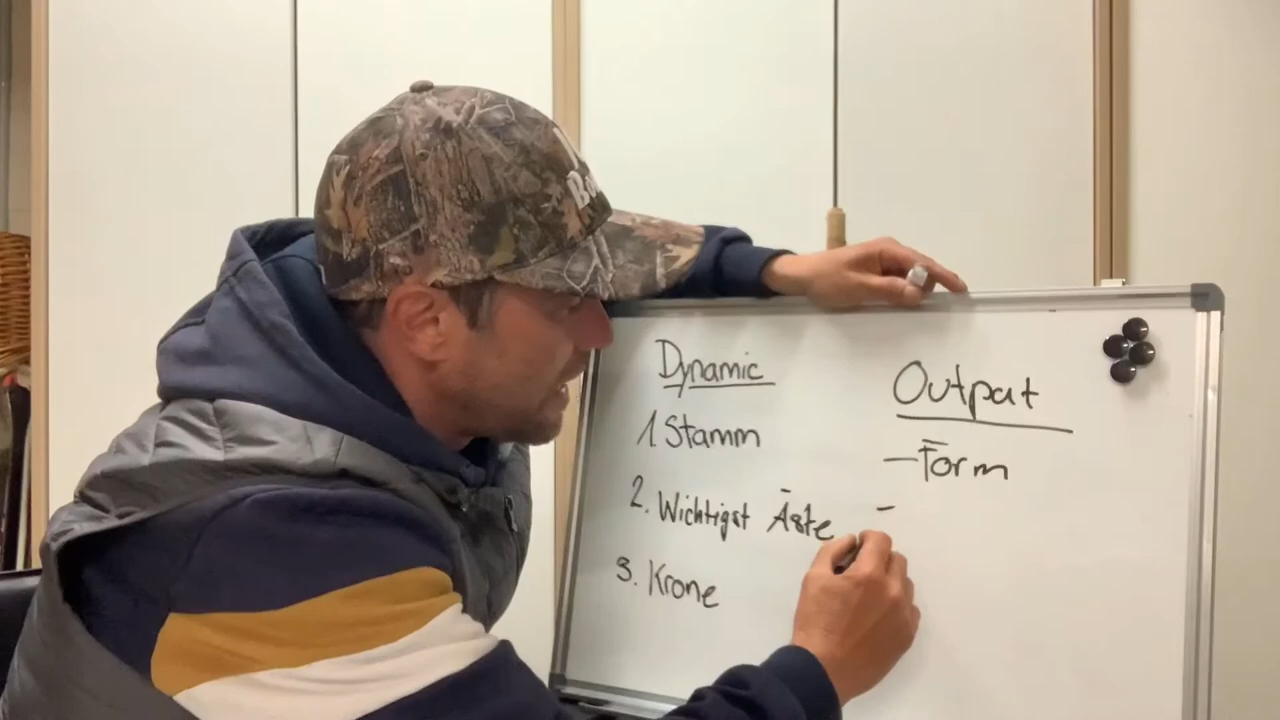 Dynamic
1. Stamm
2. Wichtigst Äste
3. Krone
Output
- Form
-